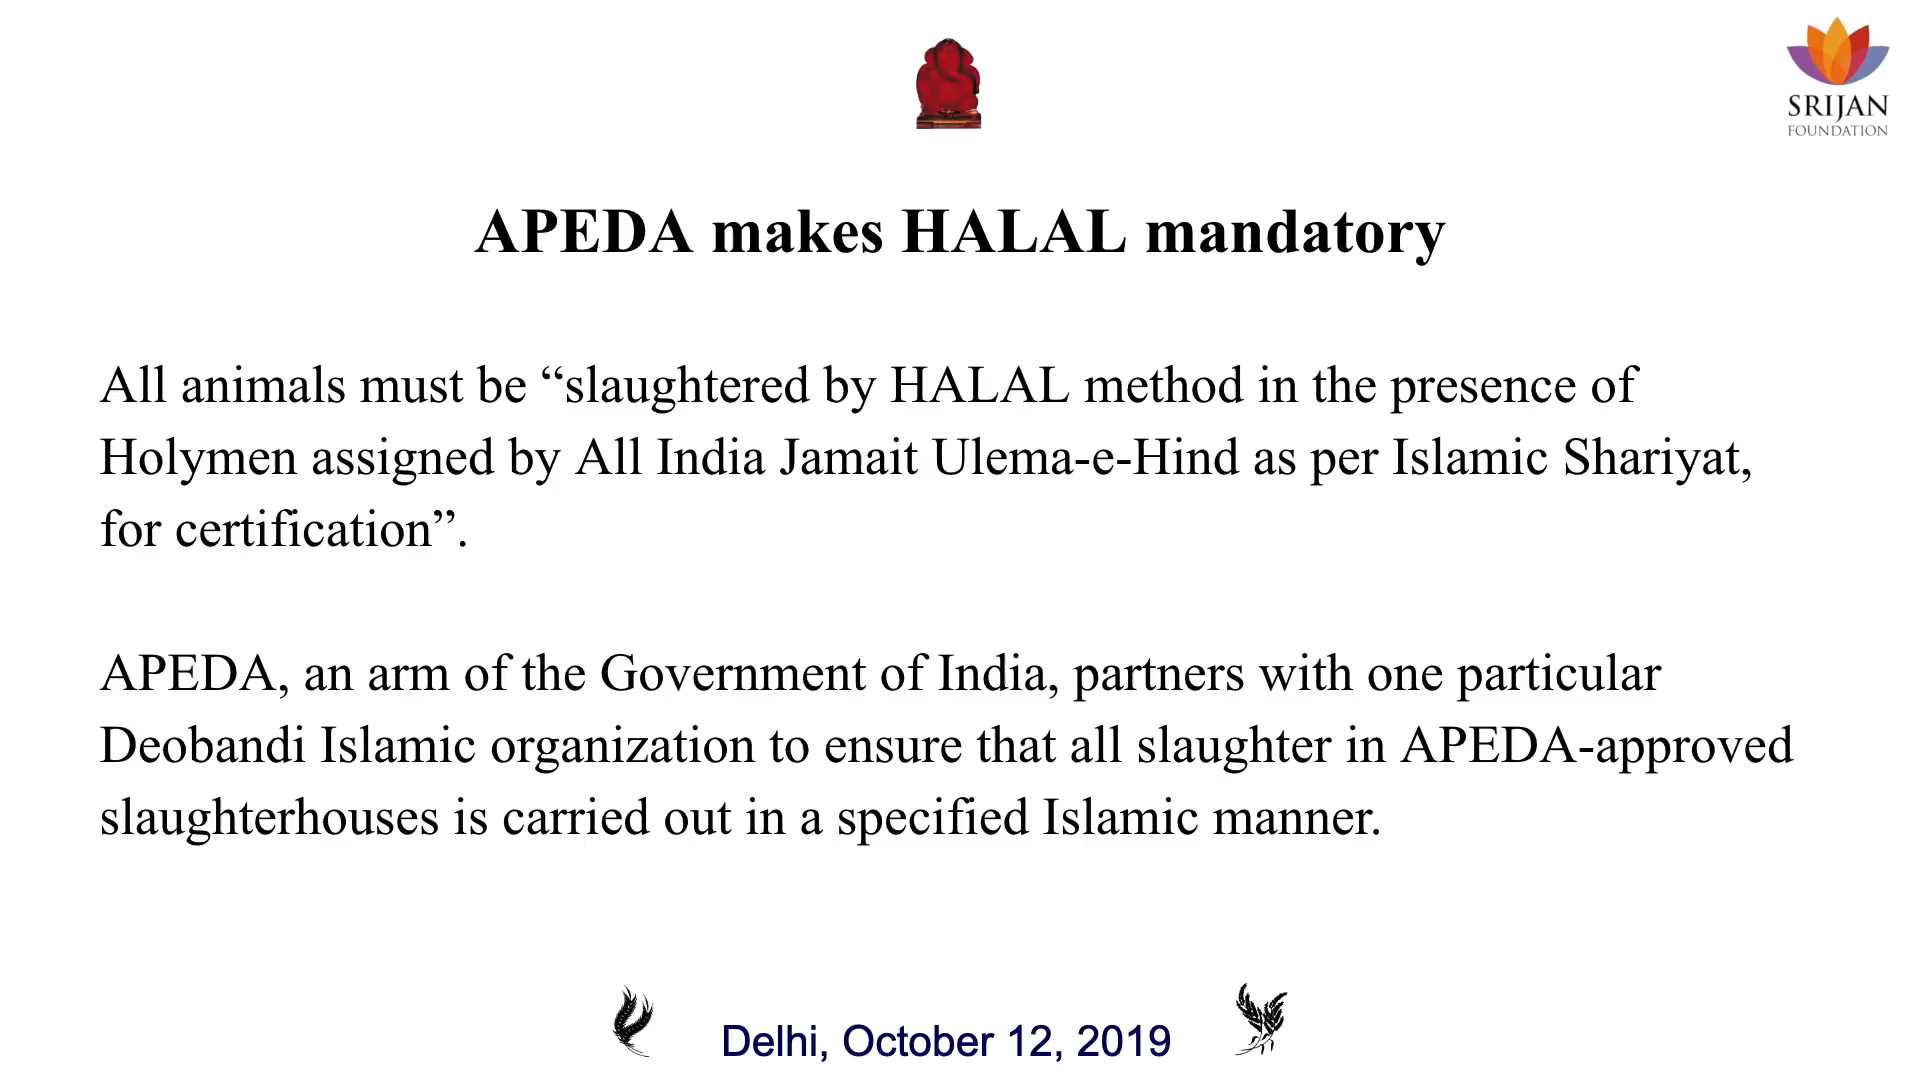 SRIJAN
FOUNDATION
APEDA makes HALAL mandatory
All animals must be “slaughtered by HALAL method in the presence of
Holymen assigned by All India Jamait Ulema-e-Hind as per Islamic Shariyat,
for certification”.
APEDA, an arm of the Government of India, partners with one particular
Deobandi Islamic organization to ensure that all slaughter in APEDA-approved
slaughterhouses is carried out in a specified Islamic manner.
Delhi, October 12, 2019